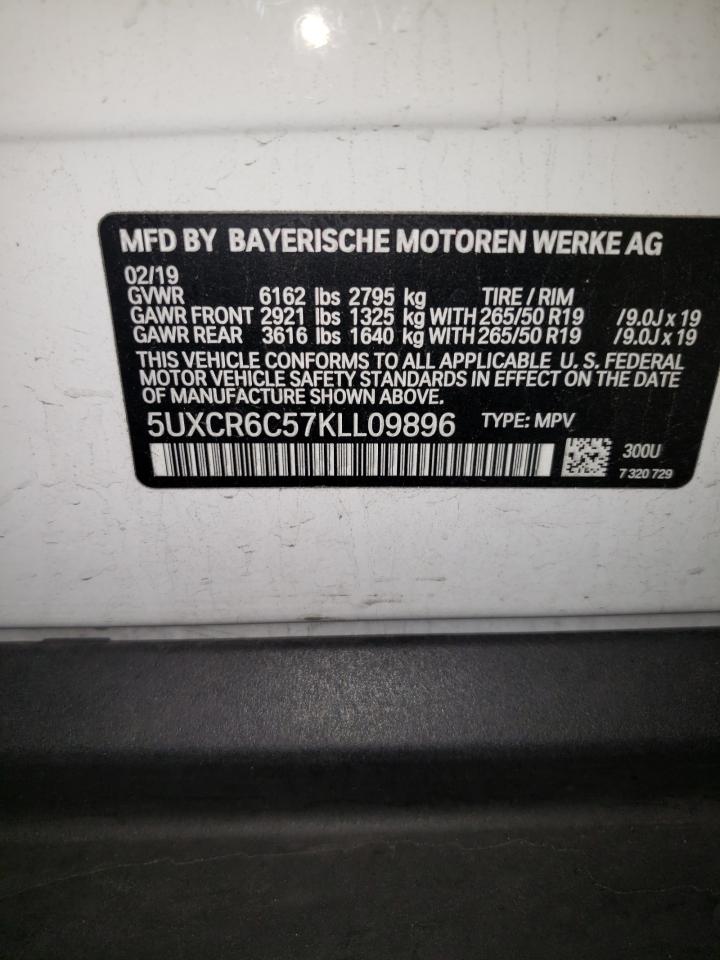 MFD BY BAYERISCHE MOTOREN WERKE AG
02/19
GVWR 6162 lbs 2795 kg TIRE / RIM
GAWR FRONT 2921 lbs 1325 kg WITH 265/50 R19 /9.0J x 19
GAWR REAR 3616 lbs 1640 kg WITH 265/50 R19 /9.0J x 19
THIS VEHICLE CONFORMS TO ALL APPLICABLE U. S. FEDERAL
MOTOR VEHICLE SAFETY STANDARDS IN EFFECT ON THE DATE
OF MANUFACTURE SHOWN ABOVE.
5UXCR6C57KLL09896 TYPE: MPV
300U
7 320 729